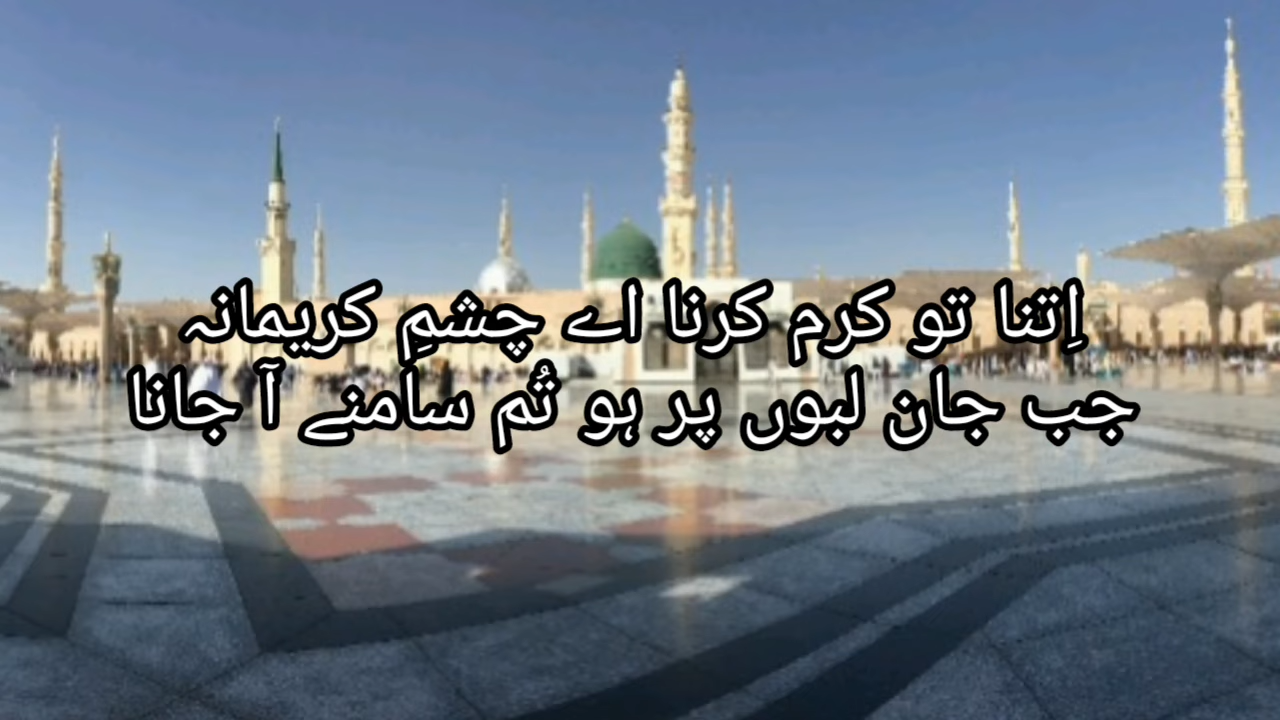 اِتنا تو کرم کرنا اے چشمِ کریمانہ
جب جان لبوں پر ہو تُم سامنے آ جانا